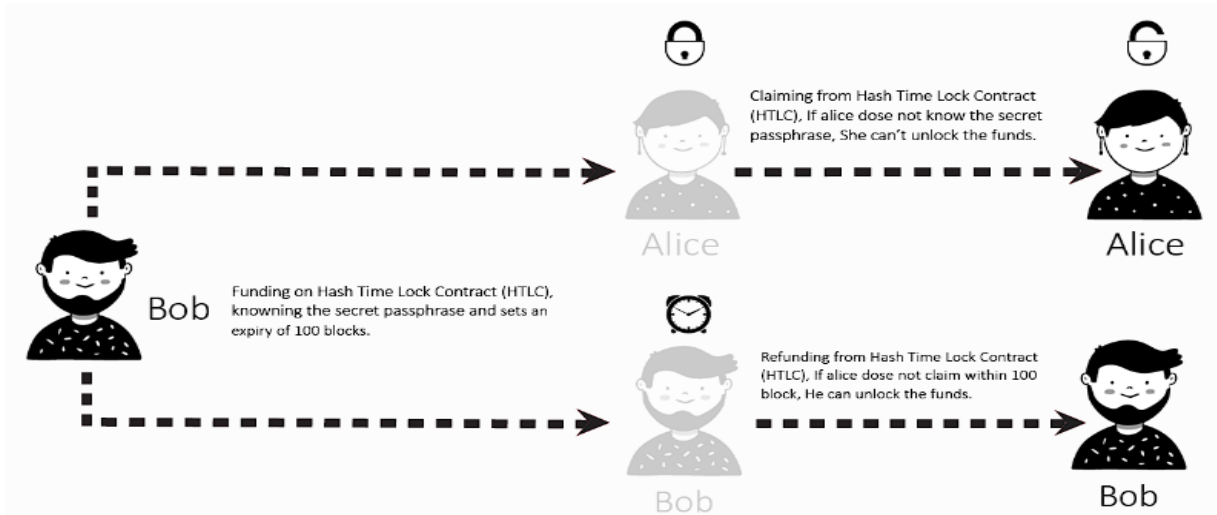 Claiming from Hash Time Lock Contract
(HTLC), If alice dose not know the secret
passphrase, She can't unlock the funds.
Alice
Alice
Bob
Funding on Hash Time Lock Contract (HTLC),
knowning the secret passphrase and sets an
expiry of 100 blocks.
Refunding from Hash Time Lock Contract
(HTLC), If alice dose not claim within 100
block, He can unlock the funds.
Bob
Bob